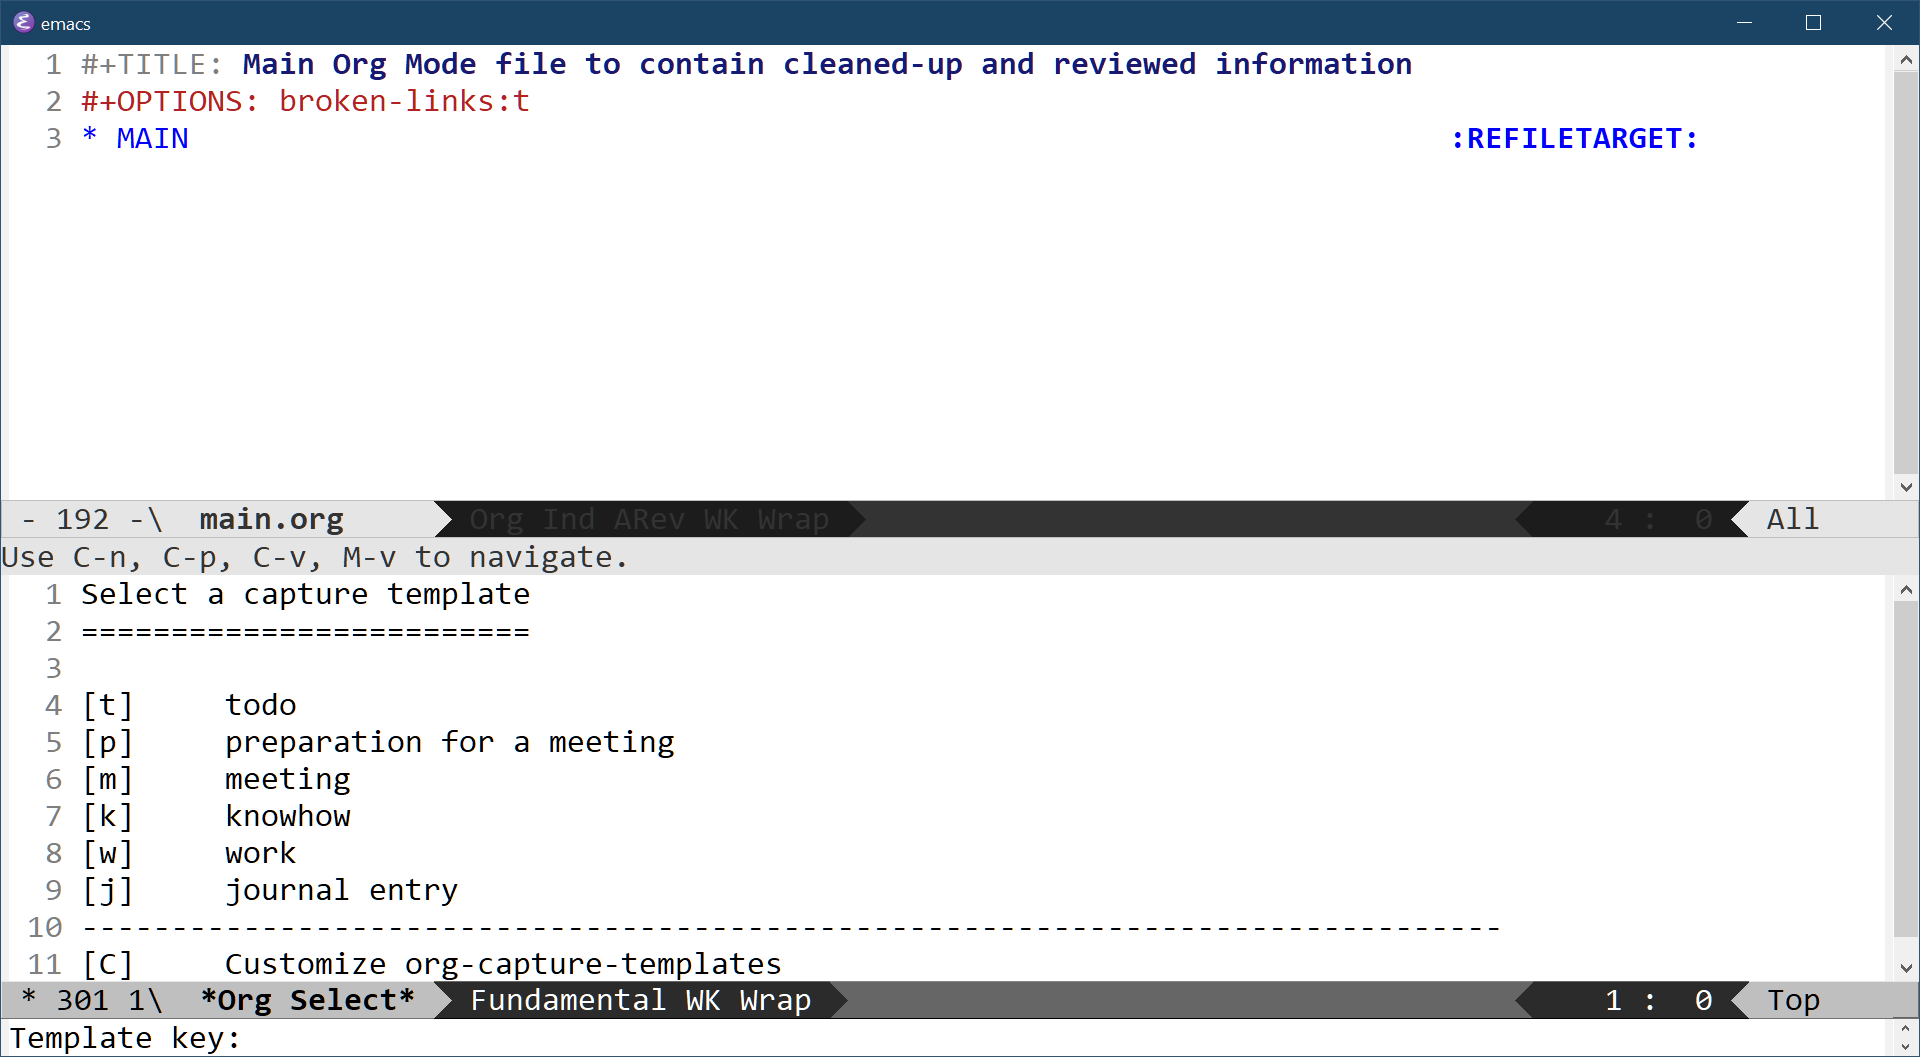 emacs
1 #+TITLE: Main Org Mode file to contain cleaned-up and reviewed information
2 #+OPTIONS: broken-links:t
3 * MAIN :REFILETARGET:
- 192 -\ main.org Org Ind ARev WK Wrap 4 : 0 All
Use C-n, C-p, C-v, M-v to navigate.
1 Select a capture template
2 =========================
3
4 [t] todo
5 [p] preparation for a meeting
6 [m] meeting
7 [k] knowhow
8 [w] work
9 [j] journal entry
10 -------------------------------------------------------------------------------
11 [C] Customize org-capture-templates
* 301 1\ *Org Select* Fundamental WK Wrap 1 : 0 Top
Template key: